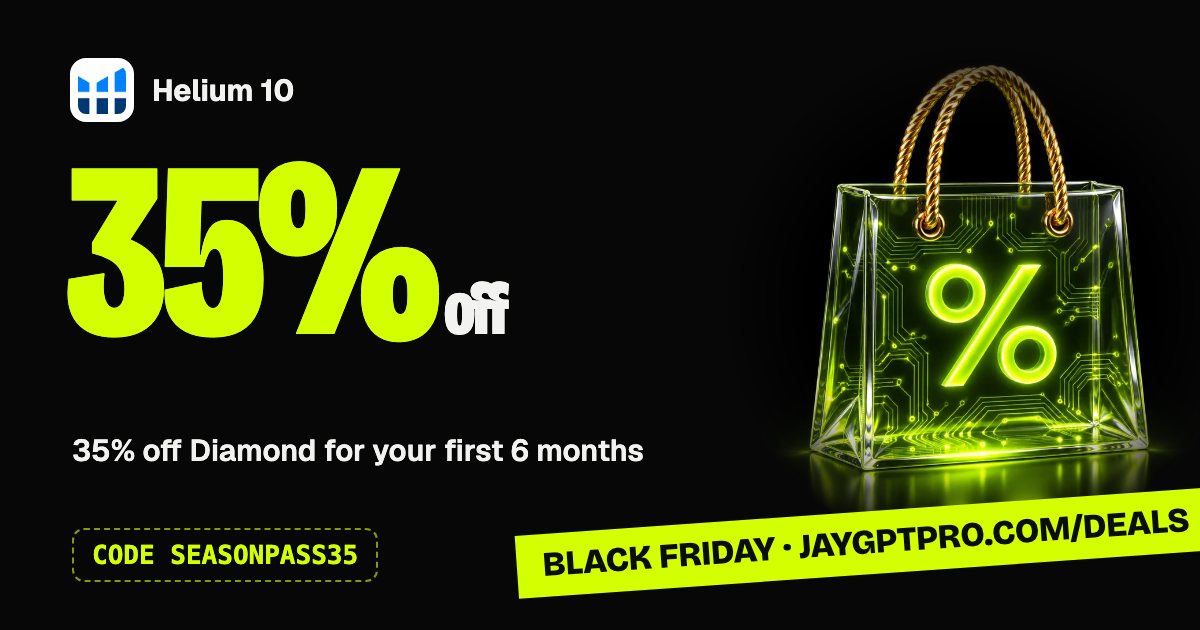 Helium 10
35% off
35% off Diamond for your first 6 months
CODE SEASONPASS35
BLACK FRIDAY · JAYGPTPRO.COM/DEALS
%